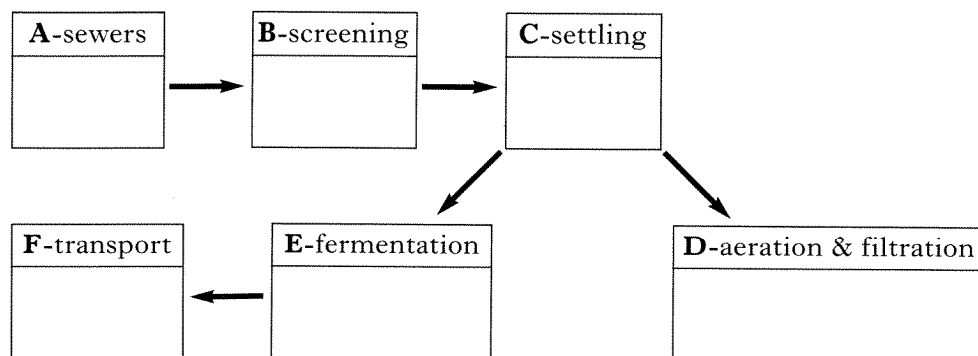 A-sewers
B-screening
C-settling
F-transport
E-fermentation
D-aeration & filtration